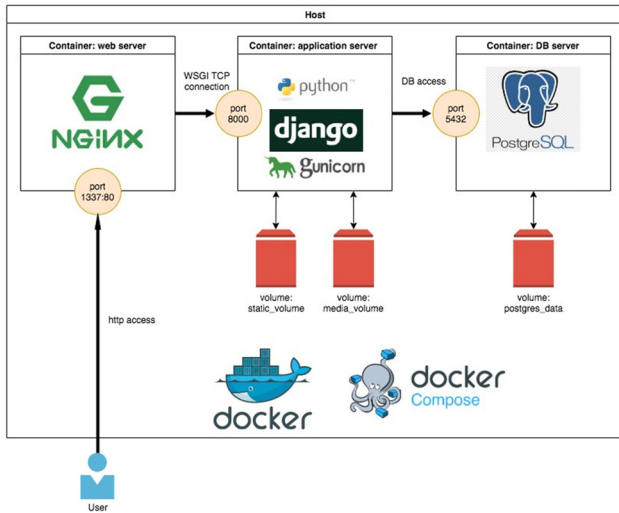 Host
Container: web server
NGINX
port
1337:80
WSGI TCP
connection
Container: application server
port
8000
python™
django
gunicorn
DB access
Container: DB server
port
5432
PostgreSQL
volume:
static_volume
volume:
media_volume
volume:
postgres_data
http access
docker
docker
Compose
User